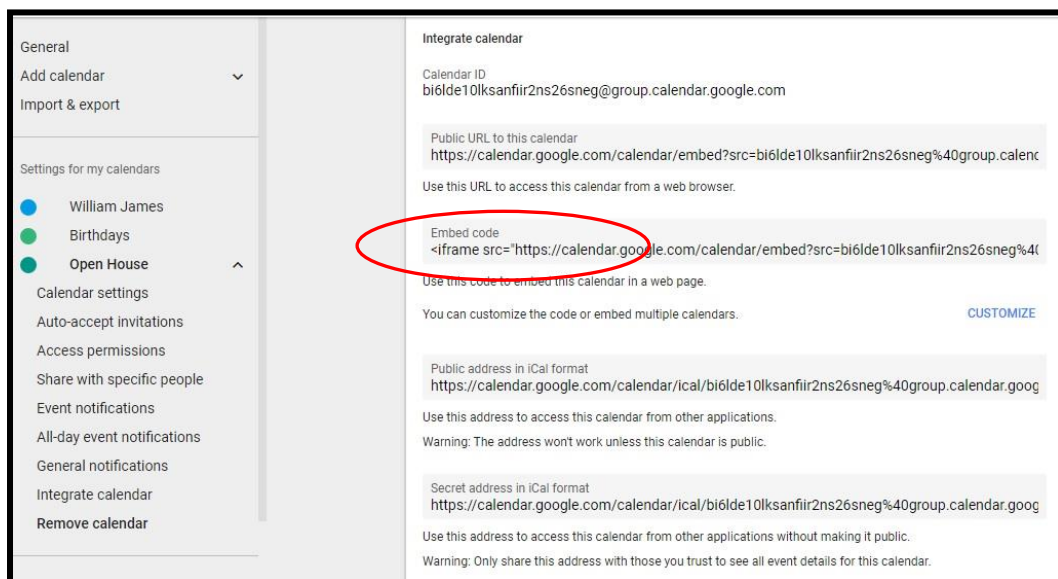 General
Add calendar
Import & export
Settings for my calendars
William James
Birthdays
Open House
Calendar settings
Auto-accept invitations
Access permissions
Share with specific people
Event notifications
All-day event notifications
General notifications
Integrate calendar
Remove calendar
Integrate calendar
Calendar ID
bi6lde10lksanfiir2ns26sneg@group.calendar.google.com
Public URL to this calendar
https://calendar.google.com/calendar/embed?src=bi6lde10lksanfiir2ns26sneg%40group.calenc
Use this URL to access this calendar from a web browser.
Embed code
<iframe src="https://calendar.google.com/calendar/embed?src=bi6lde10lksanfiir2ns26sneg%4(
Use this code to embed this calendar in a web page.
You can customize the code or embed multiple calendars.
CUSTOMIZE
Public address in iCal format
https://calendar.google.com/calendar/ical/bi6lde10lksanfiir2ns26sneg%40group.calendar.goog
Use this address to access this calendar from other applications.
Warning: The address won't work unless this calendar is public.
Secret address in iCal format
https://calendar.google.com/calendar/ical/bi6lde10lksanfiir2ns26sneg%40group.calendar.goog
Use this address to access this calendar from other applications without making it public.
Warning: Only share this address with those you trust to see all event details for this calendar.